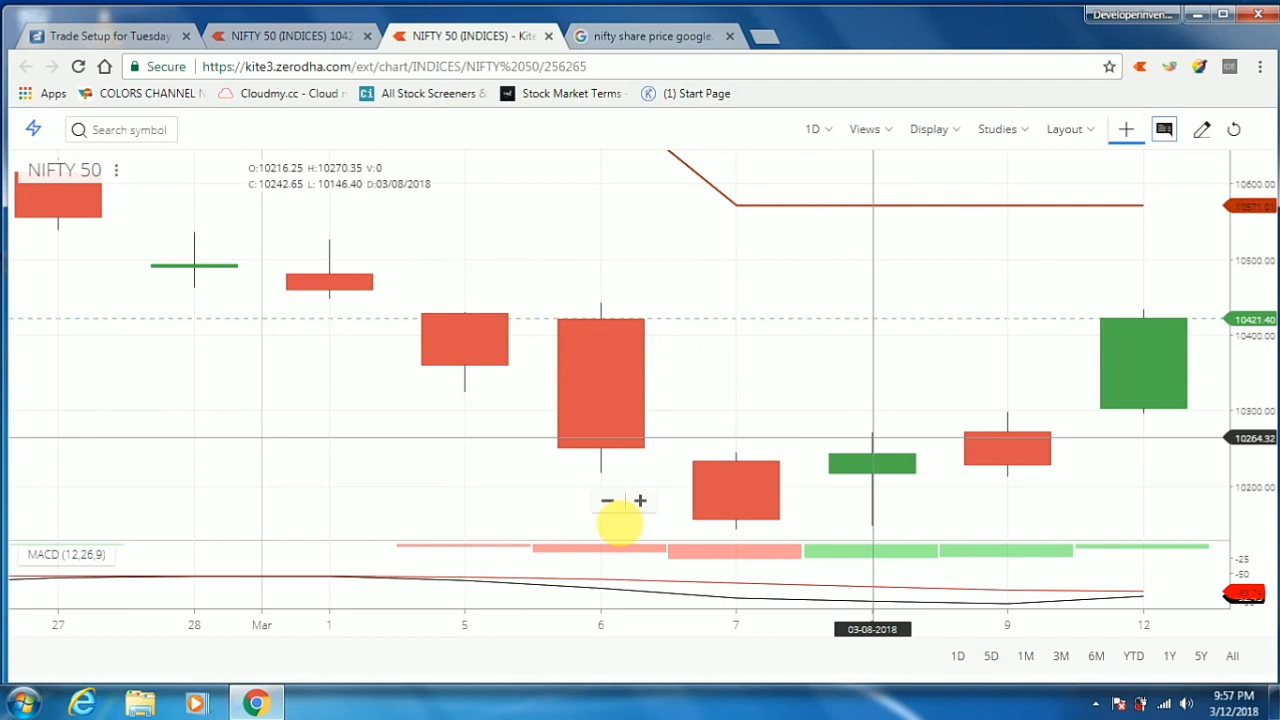 Developerinven...
Trade Setup for Tuesday
NIFTY 50 (INDICES) 1042
NIFTY 50 (INDICES) - Kite
nifty share price google.
Secure
https://kite3.zerodha.com/ext/chart/INDICES/NIFTY%2050/256265
Apps
COLORS CHANNEL
Cloudmy.cc - Cloud
All Stock Screeners &
Stock Market Terms -
(1) Start Page
Search symbol
1D
Views
Display
Studies
Layout
NIFTY 50
O:10216.25 H:10270.35 V:0
C:10242.65 L: 10146.40 D:03/08/2018
10600.00
10571.01
10500.00
10421.40
10400.00
10300.00
10264.32
10200.00
MACD (12,26,9)
-25
-50
27
28
Mar
1
5
6
7
03-08-2018
9
12
1D
5D
1M
3M
6M
YTD
1Y
5Y
All
9:57 PM
3/12/2018